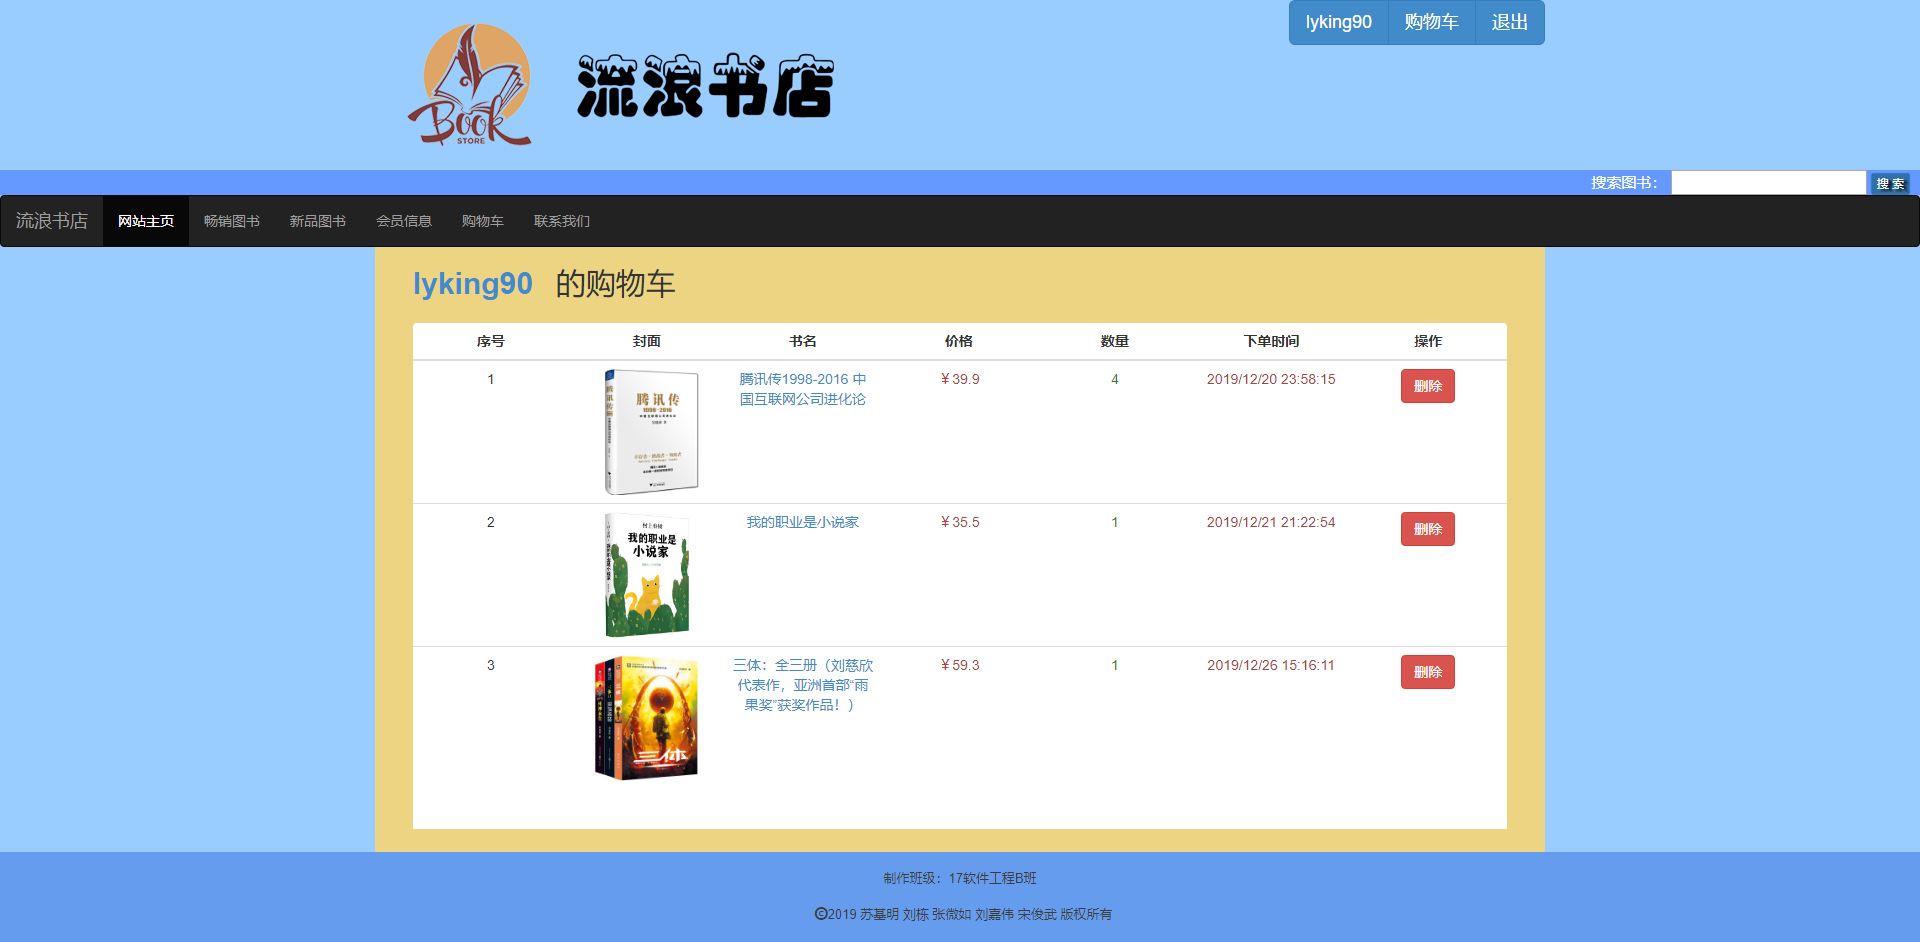 lyking90 购物车 退出
Book
STORE
流浪书店
搜索图书： 搜 索
流浪书店 网站主页 畅销图书 新品图书 会员信息 购物车 联系我们
lyking90 的购物车
序号 封面 书名 价格 数量 下单时间 操作
1 腾讯传1998-2016 中 ￥39.9 4 2019/12/20 23:58:15 删除
国互联网公司进化论
腾讯传
1998-2016
2 我的职业是小说家 ￥35.5 1 2019/12/21 21:22:54 删除
村上春树
我的职业是
小说家
3 三体：全三册（刘慈欣 ￥59.3 1 2019/12/26 15:16:11 删除
代表作，亚洲首部“雨
果奖”获奖作品！）
三体
制作班级：17软件工程B班
©2019 苏基明 刘栋 张微如 刘嘉伟 宋俊武 版权所有